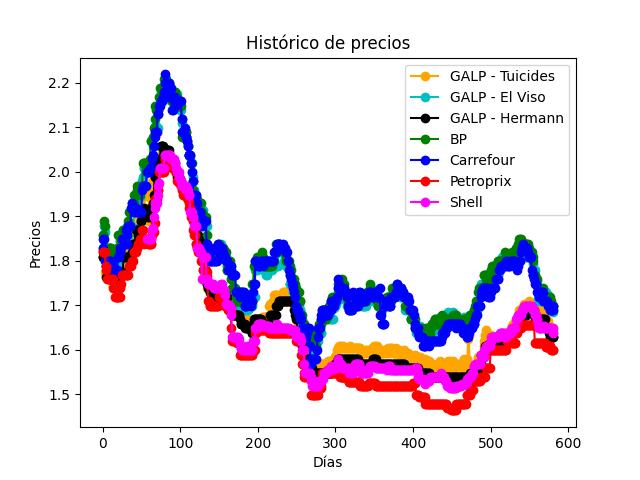 Histórico de precios
GALP - Tuicides
GALP - El Viso
GALP - Hermann
BP
Carrefour
Petroprix
Shell
Precios
2.2
2.1
2.0
1.9
1.8
1.7
1.6
1.5
0 100 200 300 400 500 600
Días